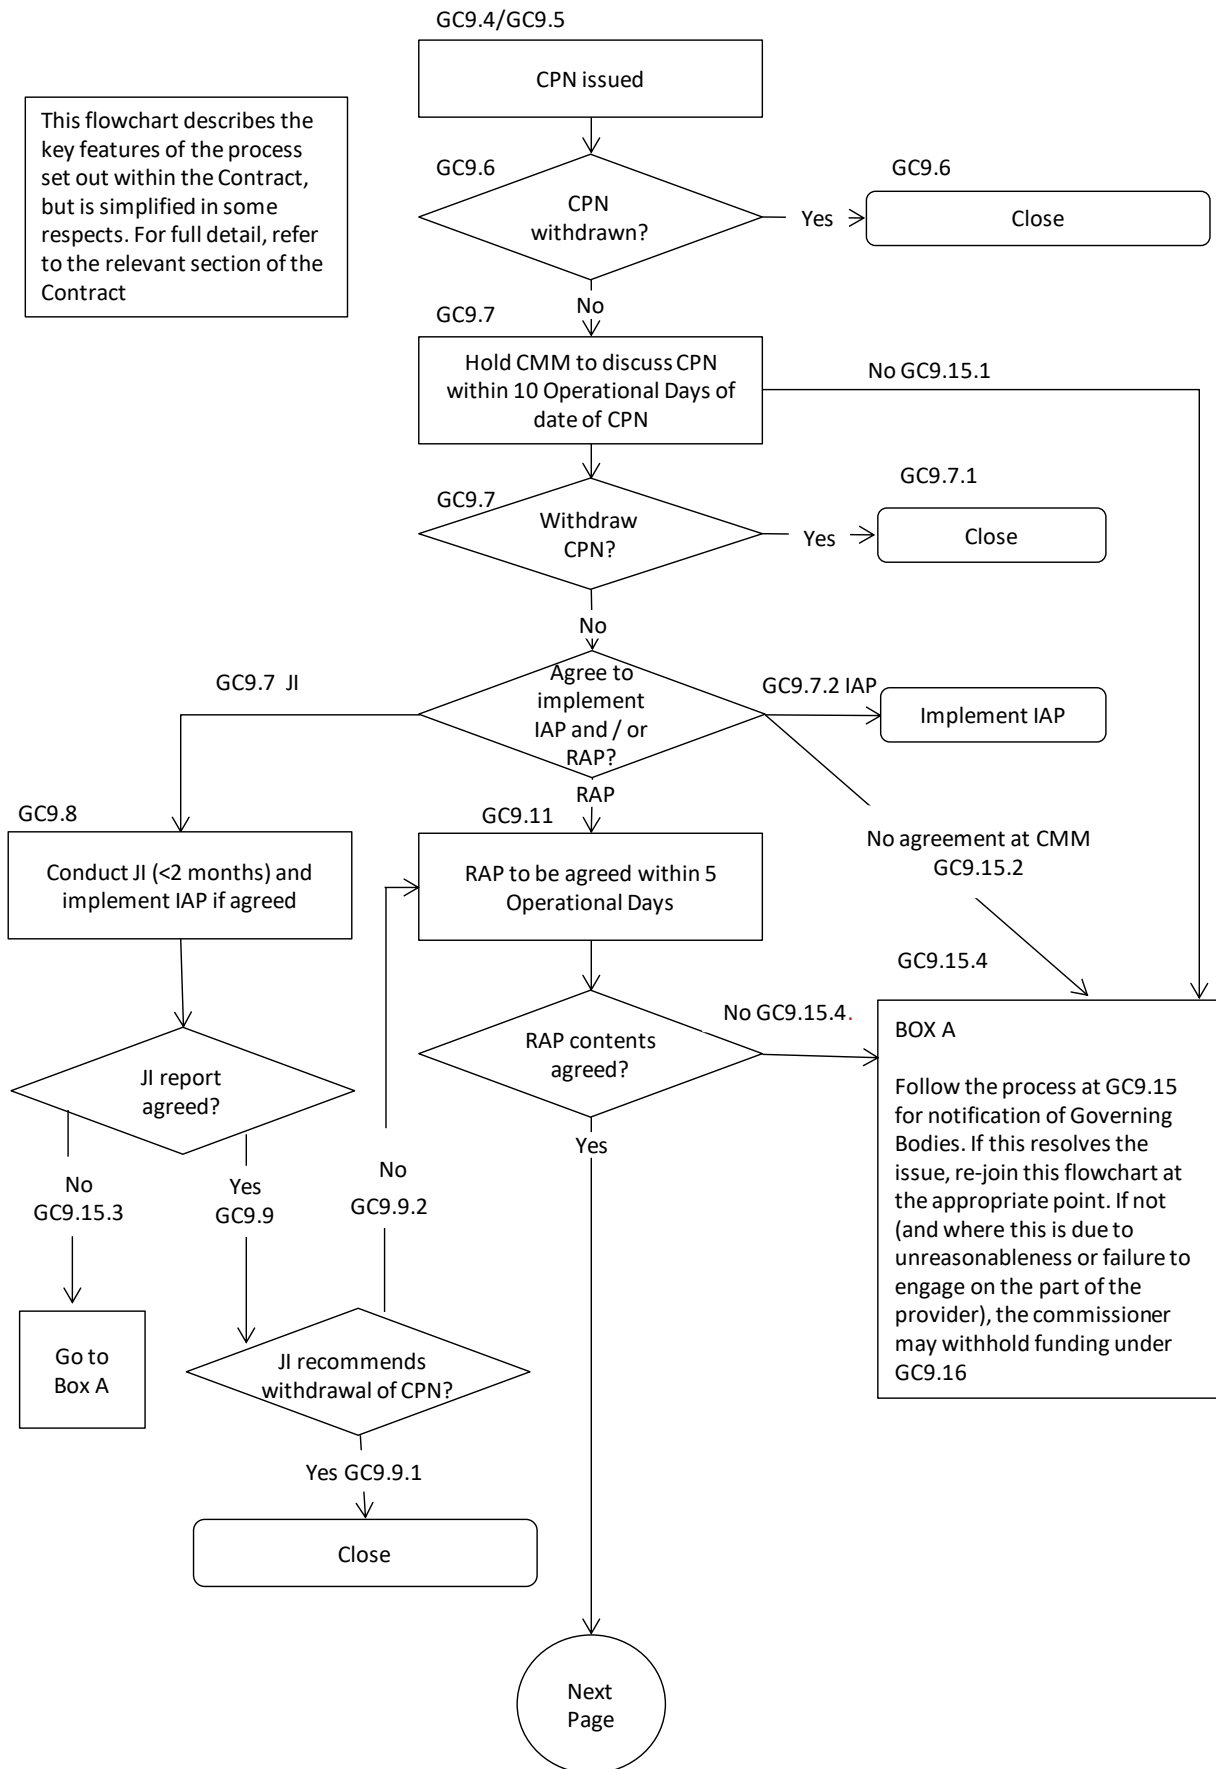 GC9.4/GC9.5
CPN issued
This flowchart describes the
key features of the process
set out within the Contract,
but is simplified in some
respects. For full detail, refer
to the relevant section of the
Contract
GC9.6
CPN
withdrawn?
Yes
GC9.6
Close
No
GC9.7
Hold CMM to discuss CPN
within 10 Operational Days of
date of CPN
No GC9.15.1
GC9.7
Withdraw
CPN?
Yes
GC9.7.1
Close
No
GC9.7 JI
Agree to
implement
IAP and / or
RAP?
GC9.7.2 IAP
Implement IAP
RAP
GC9.8
Conduct JI (<2 months) and
implement IAP if agreed
GC9.11
RAP to be agreed within 5
Operational Days
No agreement at CMM
GC9.15.2
GC9.15.4
JI report
agreed?
RAP contents
agreed?
No GC9.15.4.
BOX A
Follow the process at GC9.15
for notification of Governing
Bodies. If this resolves the
issue, re-join this flowchart at
the appropriate point. If not
(and where this is due to
unreasonableness or failure to
engage on the part of the
provider), the commissioner
may withhold funding under
GC9.16
Yes
No
GC9.15.3
Yes
GC9.9
No
GC9.9.2
Go to
Box A
JI recommends
withdrawal of CPN?
Yes GC9.9.1
Close
Next
Page